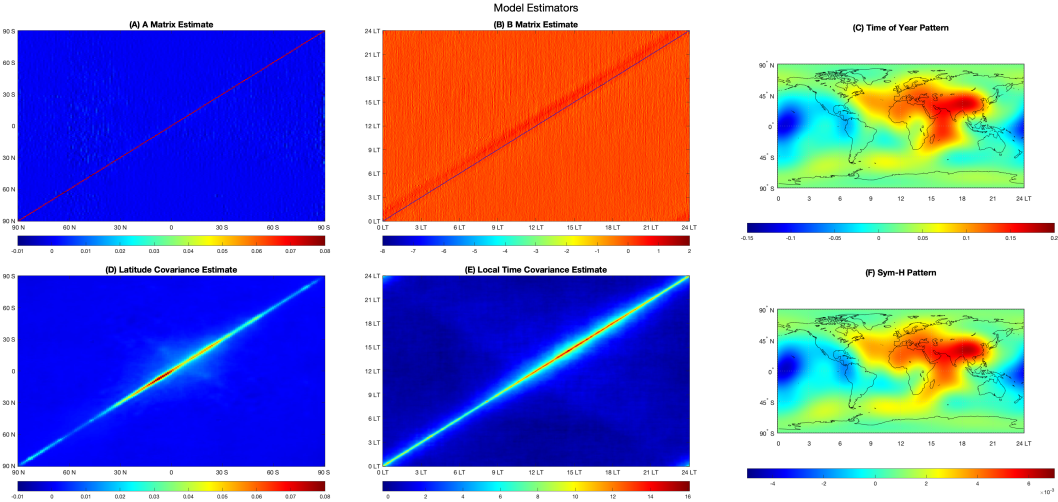 Model Estimators
(A) A Matrix Estimate
90 S
60 S
30 S
0
30 N
60 N
90 N
90 N 60 N 30 N 0 30 S 60 S 90 S
-0.01 0 0.01 0.02 0.03 0.04 0.05 0.06 0.07 0.08
(B) B Matrix Estimate
24 LT
21 LT
18 LT
15 LT
12 LT
9 LT
6 LT
3 LT
0 LT
0 LT 3 LT 6 LT 9 LT 12 LT 15 LT 18 LT 21 LT 24 LT
-8 -7 -6 -5 -4 -3 -2 -1 0 1 2
(C) Time of Year Pattern
90° N
45° N
0°
45° S
90° S
0 3 6 9 12 15 18 21 24 LT
-0.15 -0.1 -0.05 0 0.05 0.1 0.15 0.2
(D) Latitude Covariance Estimate
90 S
60 S
30 S
0
30 N
60 N
90 N
90 N 60 N 30 N 0 30 S 60 S 90 S
-0.01 0 0.01 0.02 0.03 0.04 0.05 0.06 0.07 0.08
(E) Local Time Covariance Estimate
24 LT
21 LT
18 LT
15 LT
12 LT
9 LT
6 LT
3 LT
0 LT
0 LT 3 LT 6 LT 9 LT 12 LT 15 LT 18 LT 21 LT 24 LT
0 2 4 6 8 10 12 14 16
(F) Sym-H Pattern
90° N
45° N
0°
45° S
90° S
0 3 6 9 12 15 18 21 24 LT
-4 -2 0 2 4 6
×10⁻³